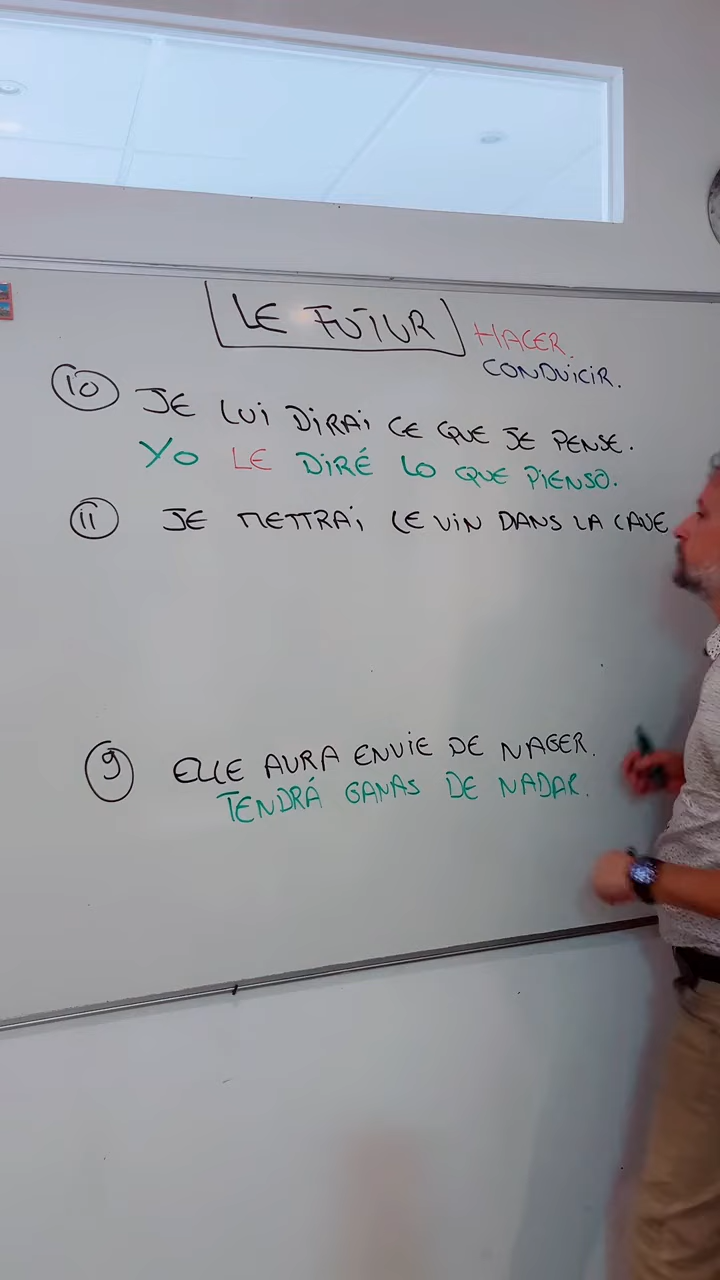 LE FUTUR
HACER.
CONDUICIR.
10 JE LUI DIRAI CE QUE JE PENSE.
YO LE DIRÉ LO QUE PIENSO.
11 JE METTRAI LE VIN DANS LA CAVE
9 ELLE AURA ENVIE DE NAGER.
TENDRÁ GANAS DE NADAR.